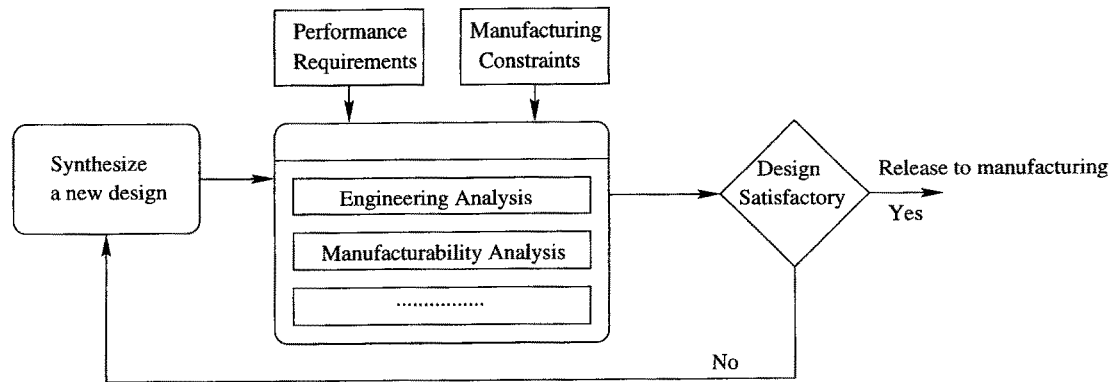 Performance
Requirements
Manufacturing
Constraints
Synthesize
a new design
Engineering Analysis
Manufacturability Analysis
................
Design
Satisfactory
Release to manufacturing
Yes
No